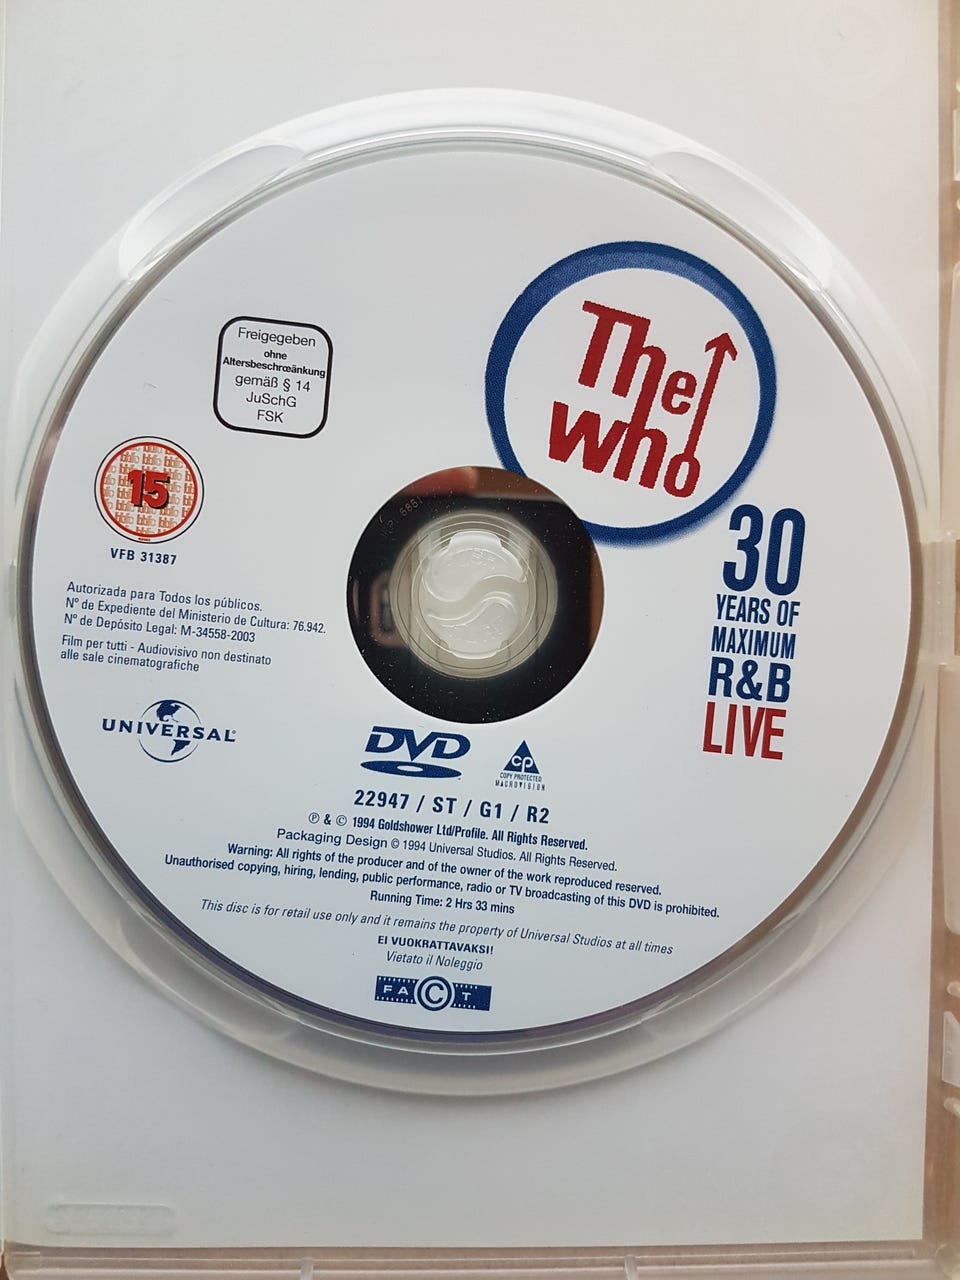 The
Who
30
YEARS OF
MAXIMUM
R&B
LIVE
Freigegeben
ohne
Altersbeschrœänkung
gemäß § 14
JuSchG
FSK
15
VFB 31387
Autorizada para Todos los públicos.
Nº de Expediente del Ministerio de Cultura: 76.942.
Nº de Depósito Legal: M-34558-2003
Film per tutti - Audiovisivo non destinato
alle sale cinematografiche
UNIVERSAL
DVD
CP
COPY PROTECTED
MACROVISION
22947 / ST / G1 / R2
℗ & © 1994 Goldshower Ltd/Profile. All Rights Reserved.
Packaging Design © 1994 Universal Studios. All Rights Reserved.
Warning: All rights of the producer and of the owner of the work reproduced reserved.
Unauthorised copying, hiring, lending, public performance, radio or TV broadcasting of this DVD is prohibited.
Running Time: 2 Hrs 33 mins
This disc is for retail use only and it remains the property of Universal Studios at all times
EI VUOKRATTAVAKSI!
Vietato il Noleggio
FACT